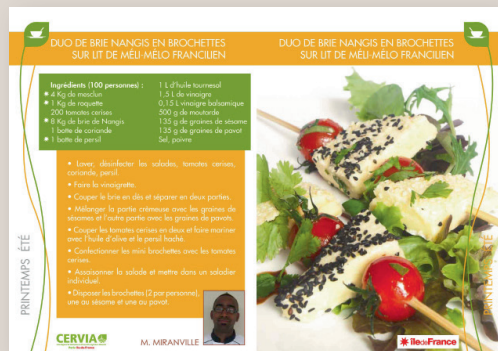 DUO DE BRIE NANGIS EN BROCHETTES
SUR LIT DE MÉLI-MÉLO FRANCILIEN
Ingrédients (100 personnes) :
4 Kg de mesclun
1 Kg de roquette
200 tomates cerises
8 Kg de brie de Nangis
1 botte de coriande
1 botte de persil
1 L d'huile tournesol
1,5 L de vinaigre
0,15 L vinaigre balsamique
500 g de moutarde
135 g de graines de sésame
135 g de graines de pavot
Sel, poivre
• Laver, désinfecter les salades, tomates cerises,
coriande, persil.
• Faire la vinaigrette.
• Couper le brie en dés et séparer en deux parties.
• Mélanger la partie crémeuse avec les graines de
sésames et l'autre partie avec les graines de pavots.
• Couper les tomates cerises en deux et faire mariner
avec l'huile d'olive et le persil haché.
• Confectionner les mini brochettes avec les tomates
cerises.
• Assaisonner la salade et mettre dans un saladier
individuel.
• Disposer les brochettes (2 par personne),
une au sésame et une au pavot.
PRINTEMPS ÉTÉ
CERVIA
M. MIRANVILLE
DUO DE BRIE NANGIS EN BROCHETTES
SUR LIT DE MÉLI-MÉLO FRANCILIEN
PRINTEMPS ÉTÉ
îledeFrance